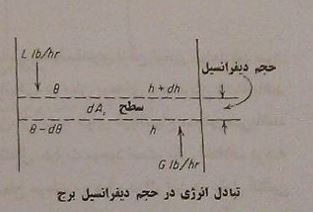 L lb/hr
حجم دیفرانسیل
θ h + dh
dA, سطح
θ - dθ h
G lb/hr
تبادل انرژی در حجم دیفرانسیل برج